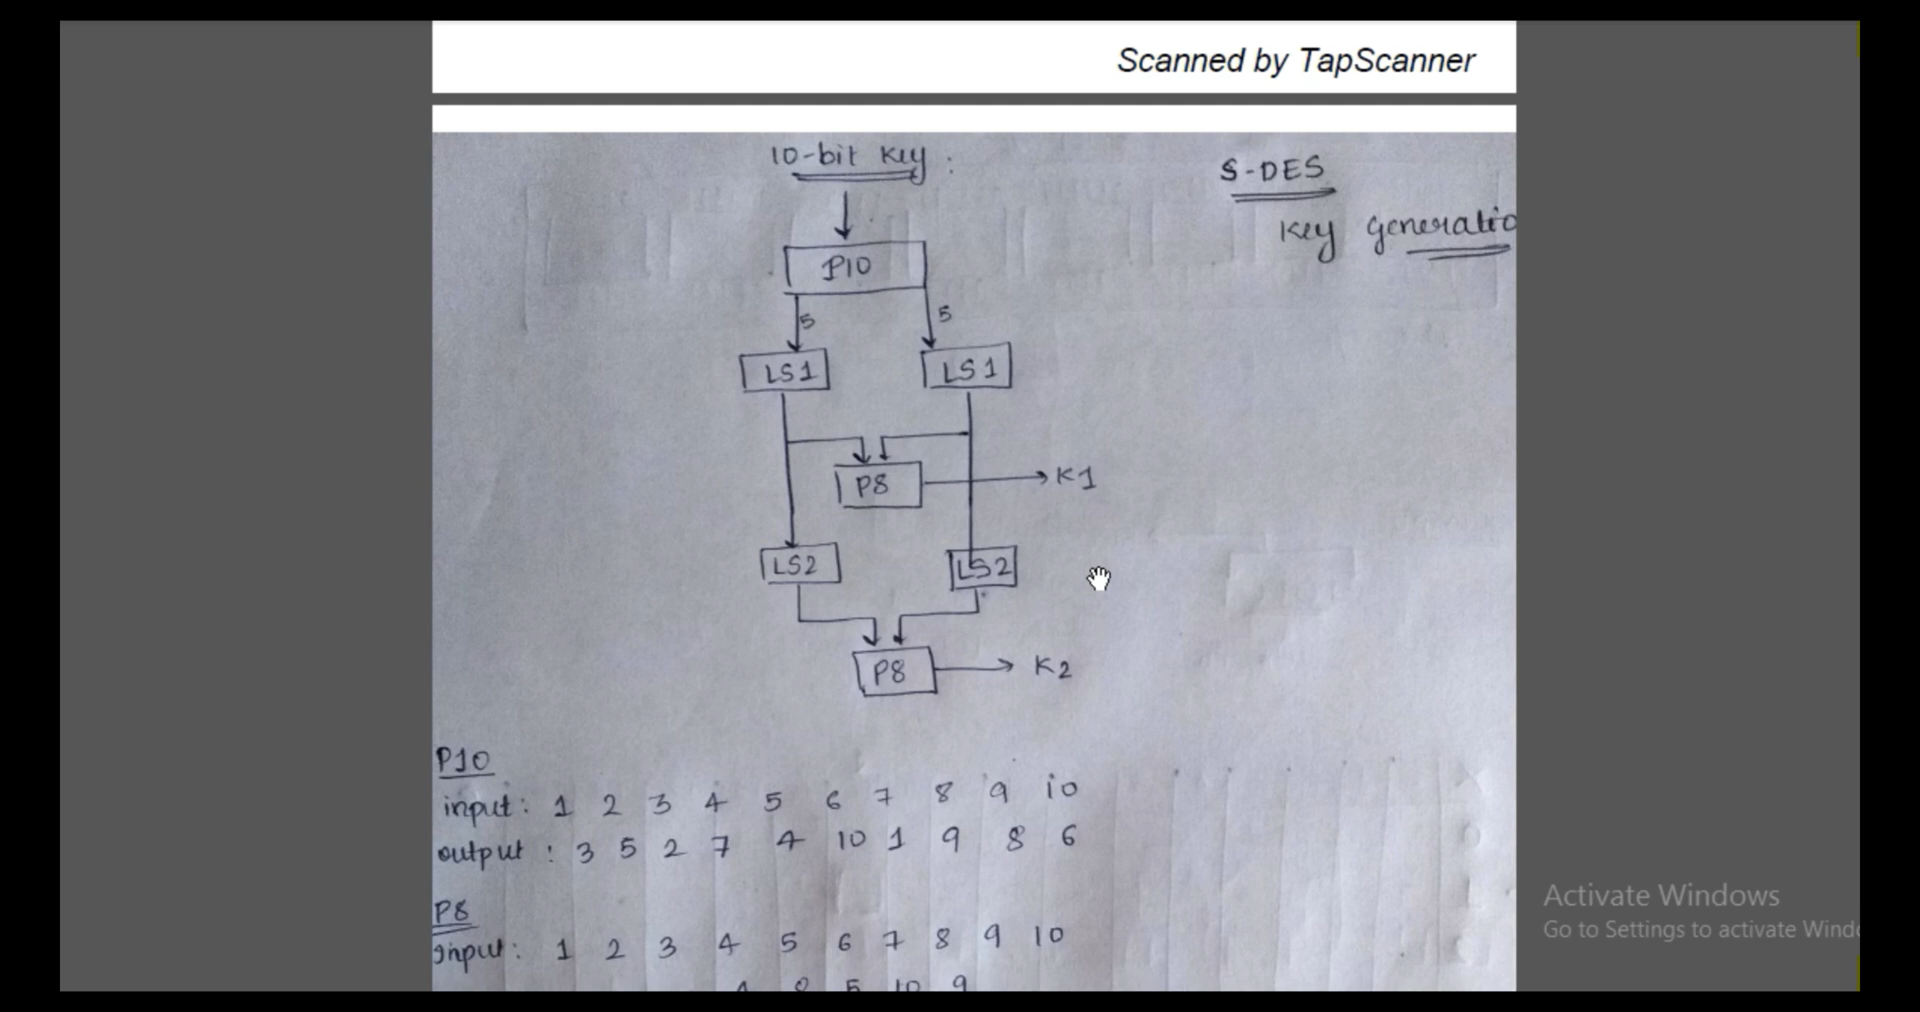 Scanned by TapScanner
10-bit key :
S-DES
key generatio
P10
5 5
LS1 LS1
P8 → K1
LS2 LS2
P8 → K2
P10
input: 1 2 3 4 5 6 7 8 9 10
output : 3 5 2 7 4 10 1 9 8 6
P8
Input: 1 2 3 4 5 6 7 8 9 10
5 10 9
Activate Windows
Go to Settings to activate Wind